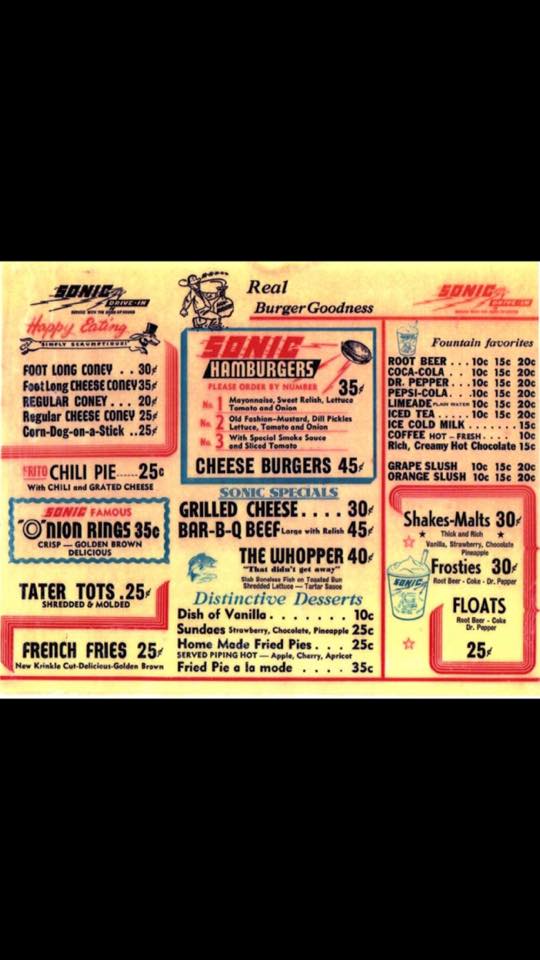 SONIC
DRIVE-IN
SERVICE WITH THE SPEED OF SOUND
Happy Eating
SIMPLY SCRUMPTIOUS!
FOOT LONG CONEY . . 30¢
Foot Long CHEESE CONEY 35¢
REGULAR CONEY . . . 20¢
Regular CHEESE CONEY 25¢
Corn-Dog-on-a-Stick . . 25¢
FRITO CHILI PIE 25c
With CHILI and GRATED CHEESE
SONIC FAMOUS
"ONION RINGS 35c
CRISP — GOLDEN BROWN
DELICIOUS
TATER TOTS . 25¢
SHREDDED & MOLDED
FRENCH FRIES 25¢
New Krinkle Cut-Delicious-Golden Brown
Real
Burger Goodness
SONIC
HAMBURGERS
PLEASE ORDER BY NUMBER 35¢
No. 1 Mayonnaise, Sweet Relish, Lettuce
Tomato and Onion
No. 2 Old Fashion-Mustard, Dill Pickles
Lettuce, Tomato and Onion
No. 3 With Special Smoke Sauce
and Sliced Tomato
CHEESE BURGERS 45¢
SONIC SPECIALS
GRILLED CHEESE . . . . 30¢
BAR-B-Q BEEF Large with Relish 45¢
THE WHOPPER 40¢
"That didn't get away"
Slab Boneless Fish on Toasted Bun
Shredded Lettuce — Tartar Sauce
Distinctive Desserts
Dish of Vanilla . . . . . . . 10c
Sundaes Strawberry, Chocolate, Pineapple 25c
Home Made Fried Pies . . . 25c
SERVED PIPING HOT — Apple, Cherry, Apricot
Fried Pie a la mode . . . . 35c
SONIC
DRIVE-IN
Fountain favorites
ROOT BEER . . . 10c 15c 20c
COCA-COLA . . . 10c 15c 20c
DR. PEPPER . . . 10c 15c 20c
PEPSI-COLA . . . 10c 15c 20c
LIMEADE PLAIN WATER 10c 15c 20c
ICED TEA . . . . 10c 15c 20c
ICE COLD MILK . . . . . . . 15c
COFFEE HOT - FRESH . . . . 10c
Rich, Creamy Hot Chocolate 15c
GRAPE SLUSH 10c 15c 20c
ORANGE SLUSH 10c 15c 20c
Shakes-Malts 30¢
Thick and Rich
Vanilla, Strawberry, Chocolate
Pineapple
Frosties 30¢
Root Beer - Coke - Dr. Pepper
SONIC
FLOATS
Root Beer - Coke
Dr. Pepper
25¢